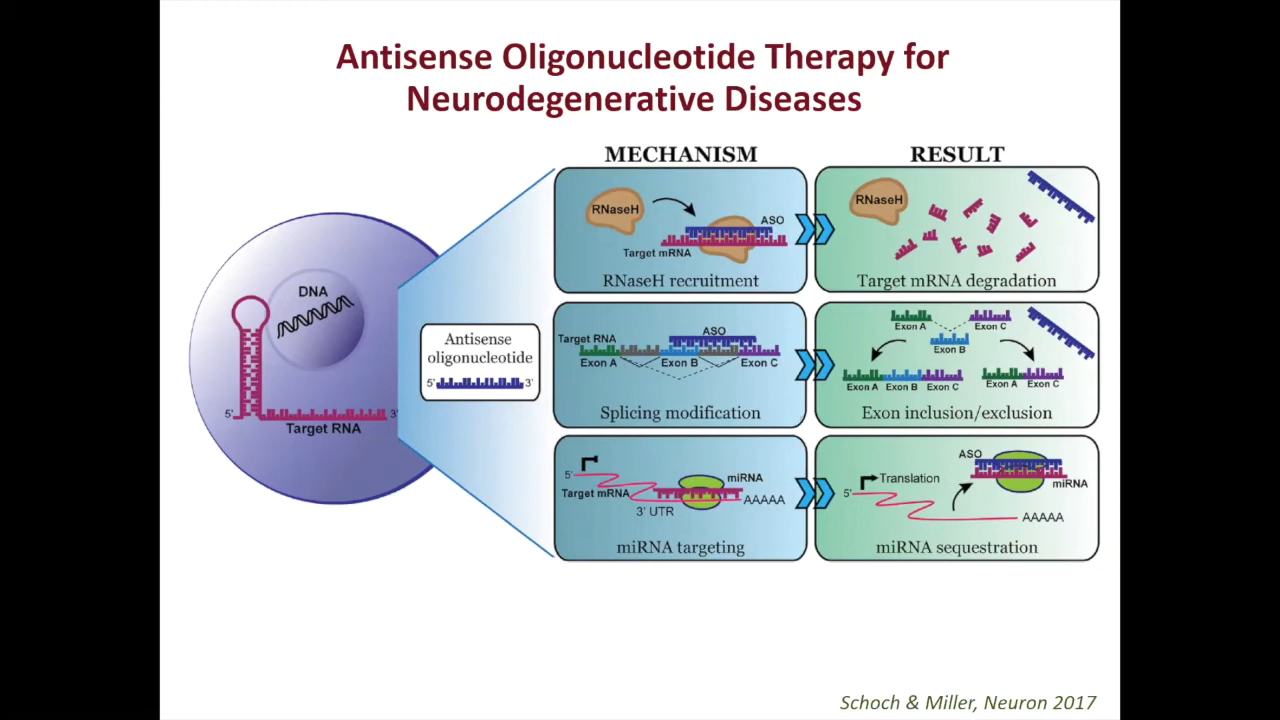 Antisense Oligonucleotide Therapy for
Neurodegenerative Diseases
MECHANISM
RESULT
DNA
5'
3'
Target RNA
Antisense
oligonucleotide
5'
3'
RNaseH
ASO
Target mRNA
RNaseH recruitment
RNaseH
Target mRNA degradation
Target RNA
ASO
Exon A
Exon B
Exon C
Splicing modification
Exon A
Exon C
Exon B
Exon A
Exon B
Exon C
Exon A
Exon C
Exon inclusion/exclusion
5'
miRNA
Target mRNA
AAAAA
3' UTR
miRNA targeting
ASO
Translation
miRNA
5'
AAAAA
miRNA sequestration
Schoch & Miller, Neuron 2017